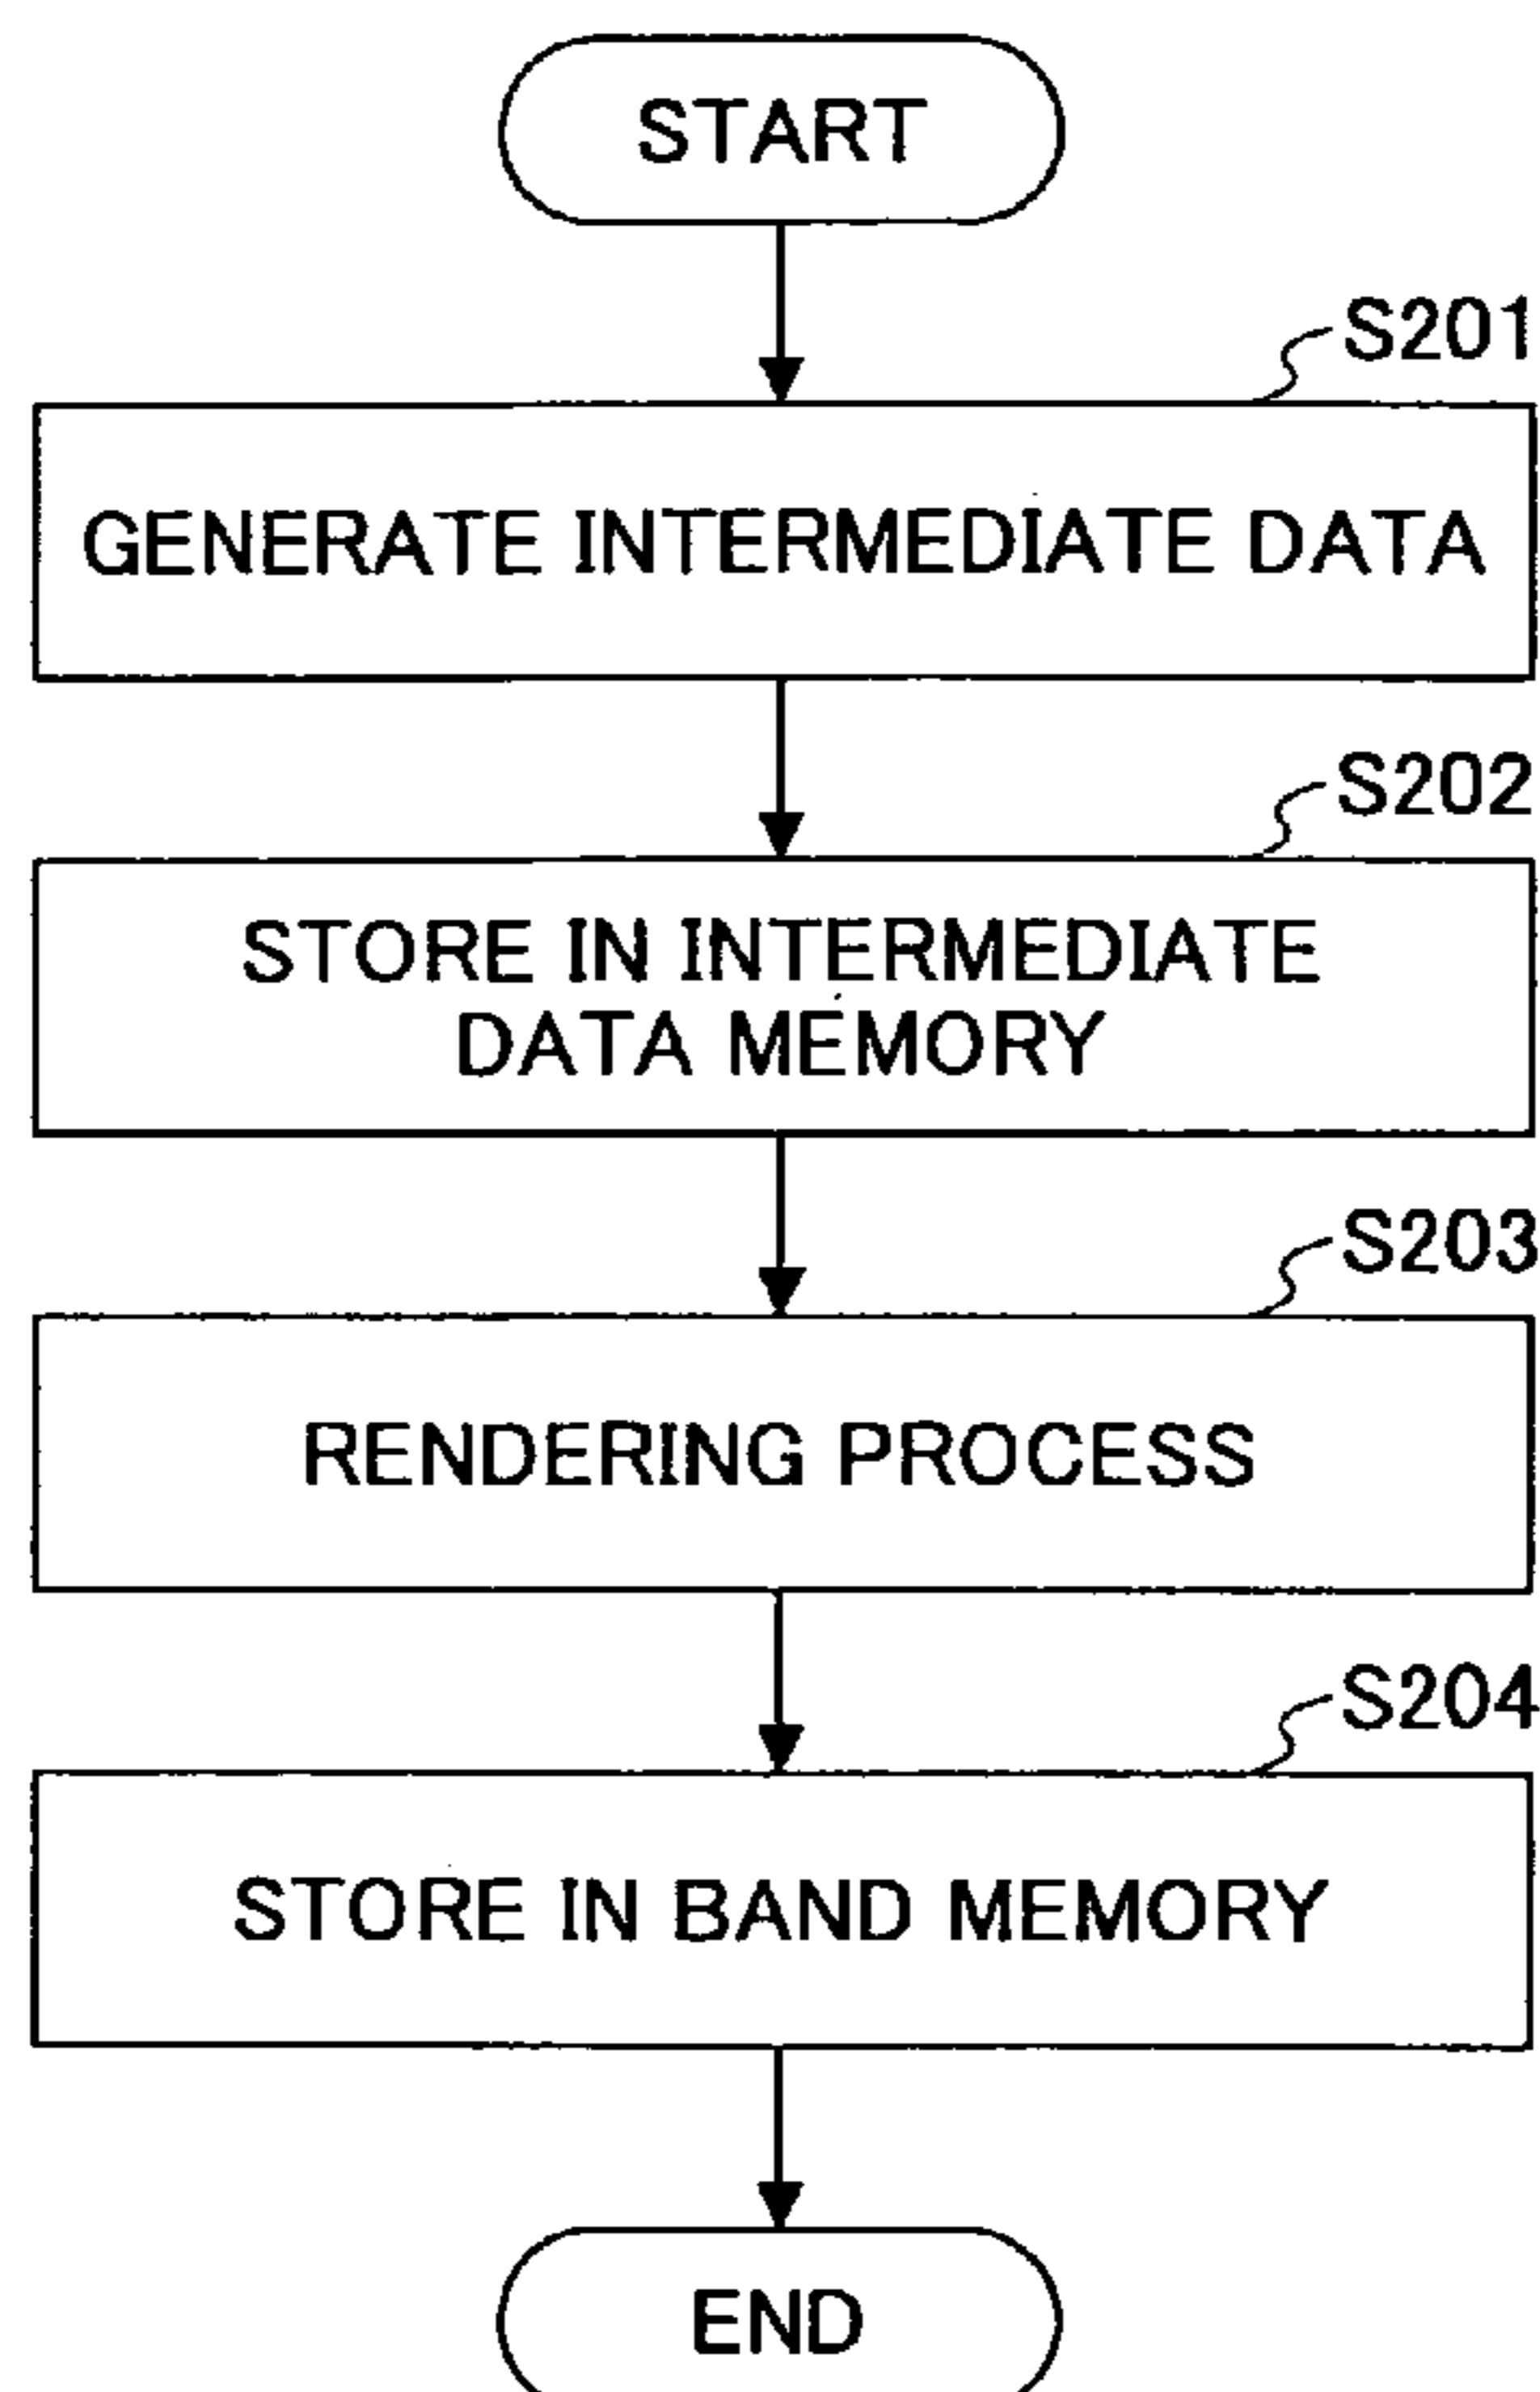 START
S201
GENERATE INTERMEDIATE DATA
S202
STORE IN INTERMEDIATE
DATA MEMORY
S203
RENDERING PROCESS
S204
STORE IN BAND MEMORY
END